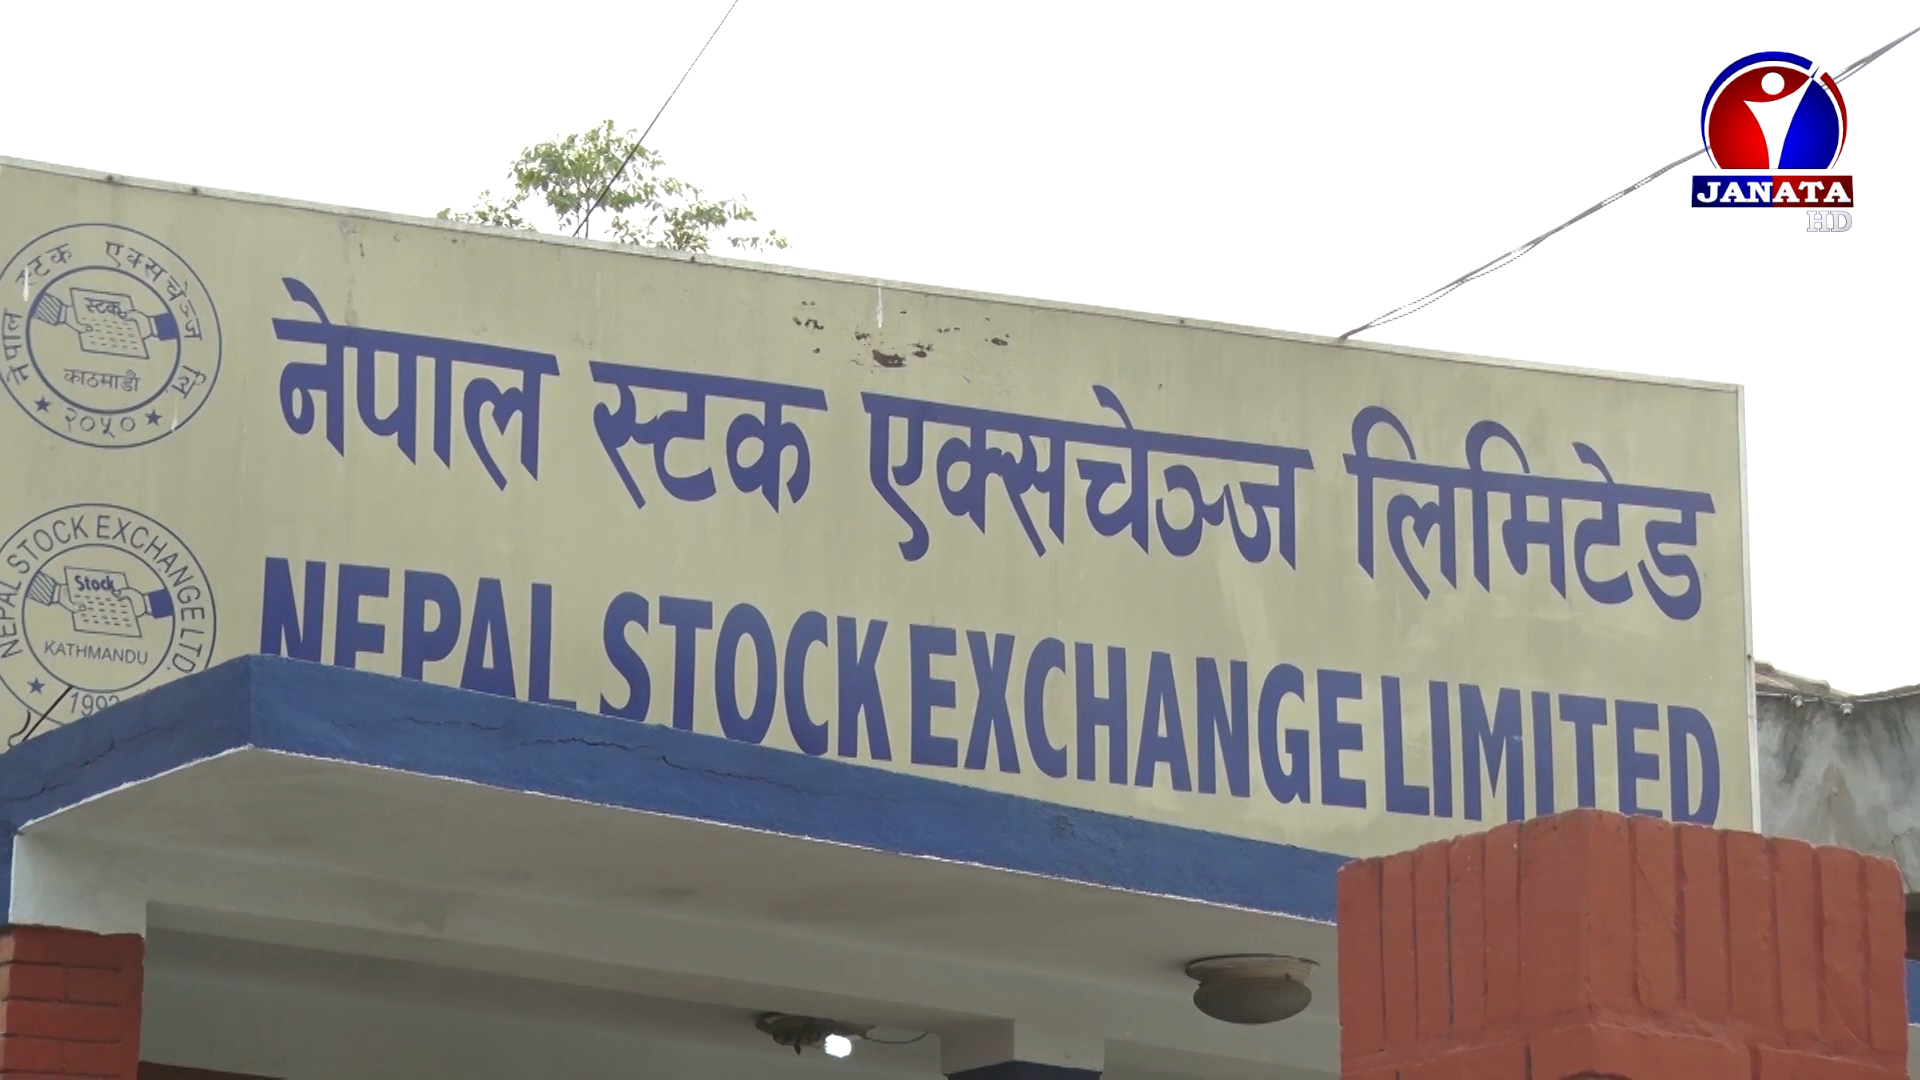 JANATA
HD
नेपाल स्टक एक्सचेञ्ज लि
स्टक
काठमाडौं
★ २०५० ★
नेपाल स्टक एक्सचेञ्ज लिमिटेड
NEPAL STOCK EXCHANGE LTD.
Stock
KATHMANDU
★ 1993
NEPAL STOCK EXCHANGE LIMITED